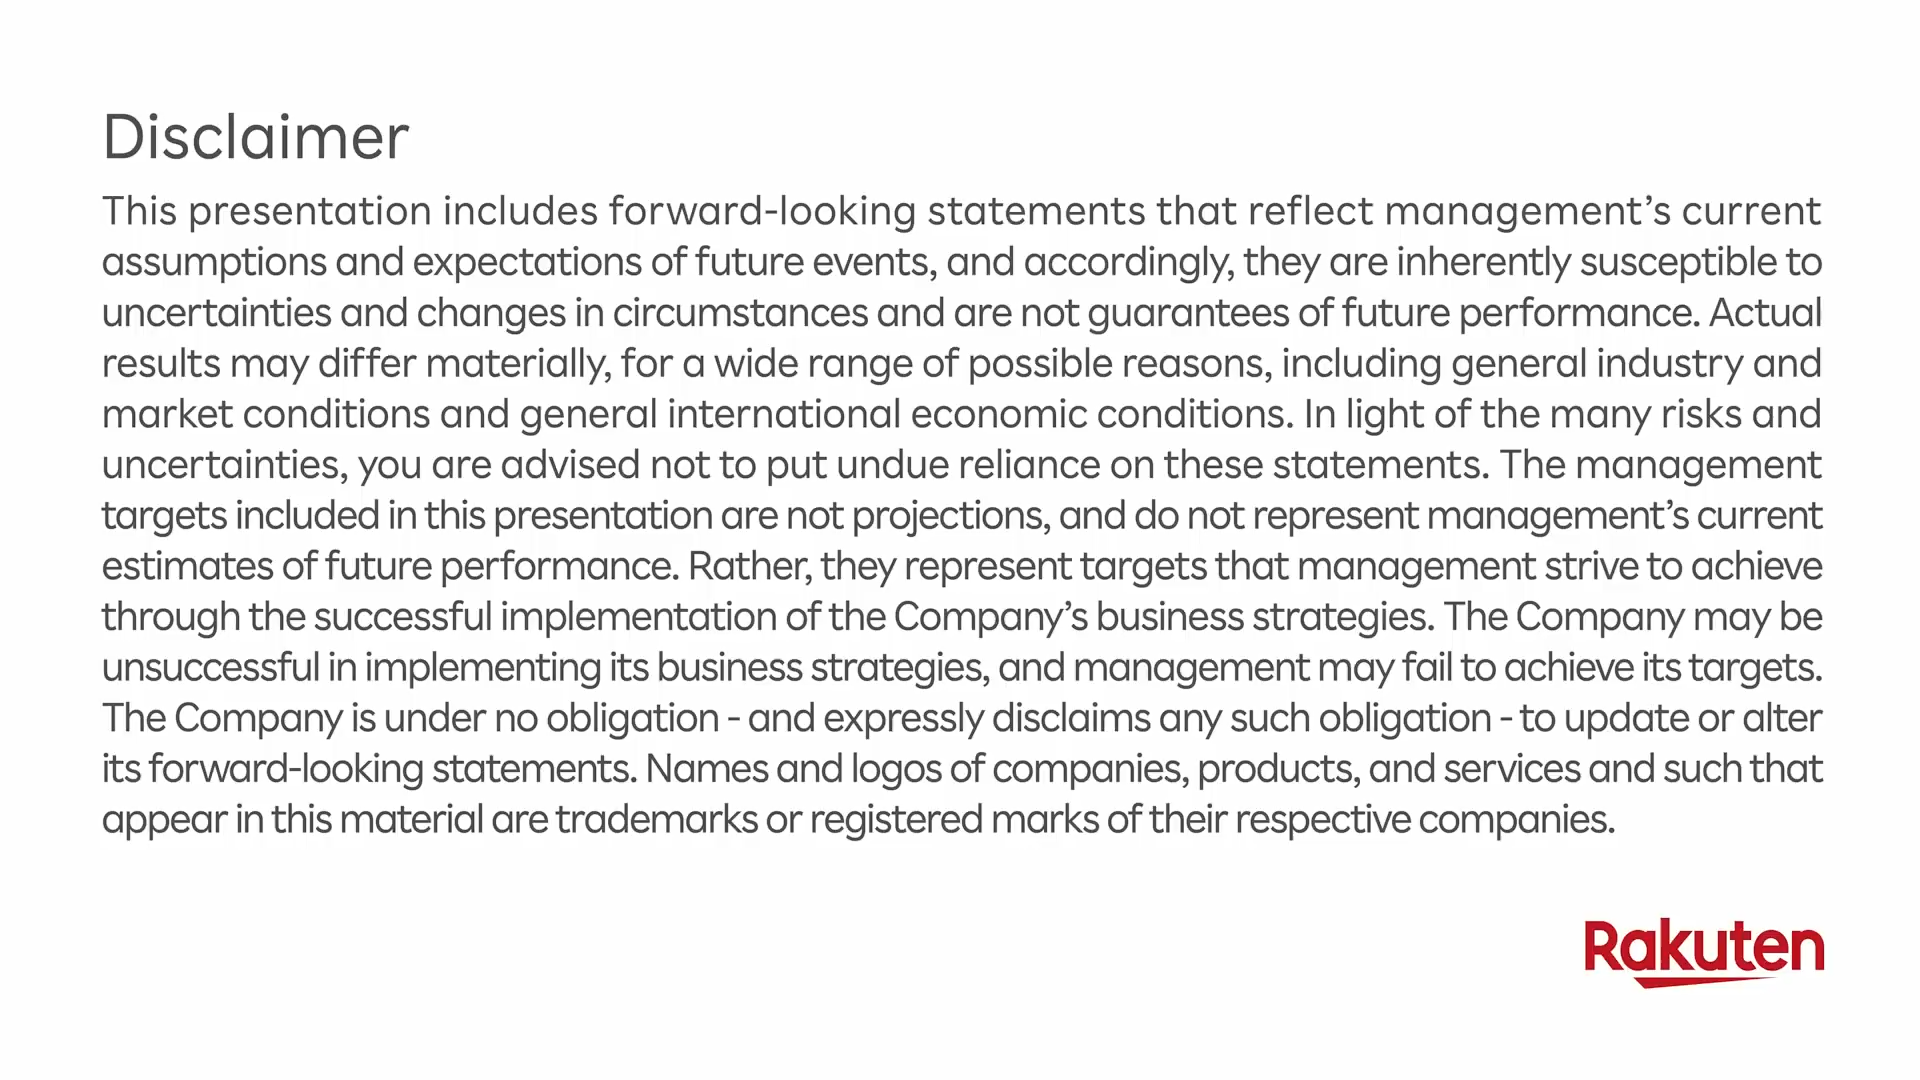 Disclaimer
This presentation includes forward-looking statements that reflect management’s current
assumptions and expectations of future events, and accordingly, they are inherently susceptible to
uncertainties and changes in circumstances and are not guarantees of future performance. Actual
results may differ materially, for a wide range of possible reasons, including general industry and
market conditions and general international economic conditions. In light of the many risks and
uncertainties, you are advised not to put undue reliance on these statements. The management
targets included in this presentation are not projections, and do not represent management’s current
estimates of future performance. Rather, they represent targets that management strive to achieve
through the successful implementation of the Company’s business strategies. The Company may be
unsuccessful in implementing its business strategies, and management may fail to achieve its targets.
The Company is under no obligation - and expressly disclaims any such obligation - to update or alter
its forward-looking statements. Names and logos of companies, products, and services and such that
appear in this material are trademarks or registered marks of their respective companies.
Rakuten